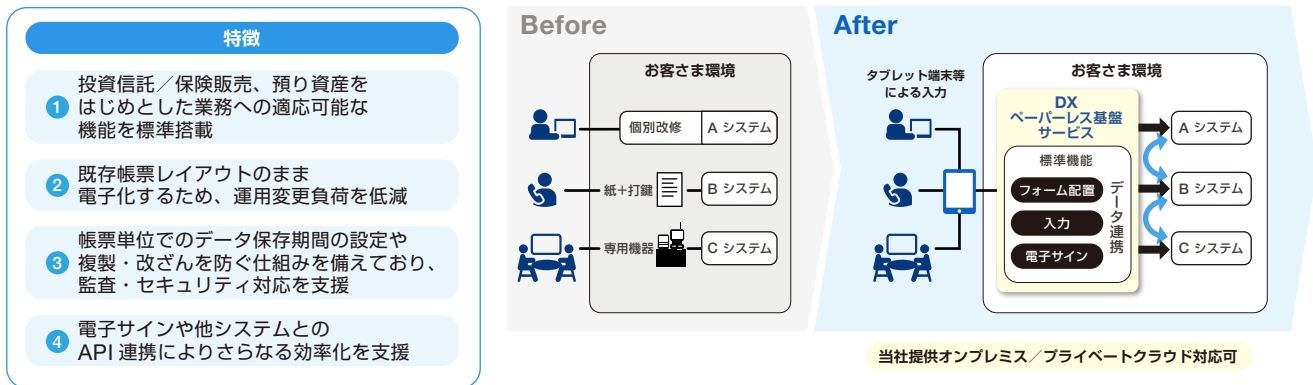 特徴
1
投資信託／保険販売、預り資産を
はじめとした業務への適応可能な
機能を標準搭載
2
既存帳票レイアウトのまま
電子化するため、運用変更負荷を低減
3
帳票単位でのデータ保存期間の設定や
複製・改ざんを防ぐ仕組みを備えており、
監査・セキュリティ対応を支援
4
電子サインや他システムとの
API 連携によりさらなる効率化を支援
Before
お客さま環境
個別改修 A システム
紙＋打鍵 B システム
専用機器 C システム
After
タブレット端末等
による入力
お客さま環境
DX
ペーパーレス基盤
サービス
標準機能
フォーム配置
入力
電子サイン
データ連携
A システム
B システム
C システム
当社提供オンプレミス／プライベートクラウド対応可